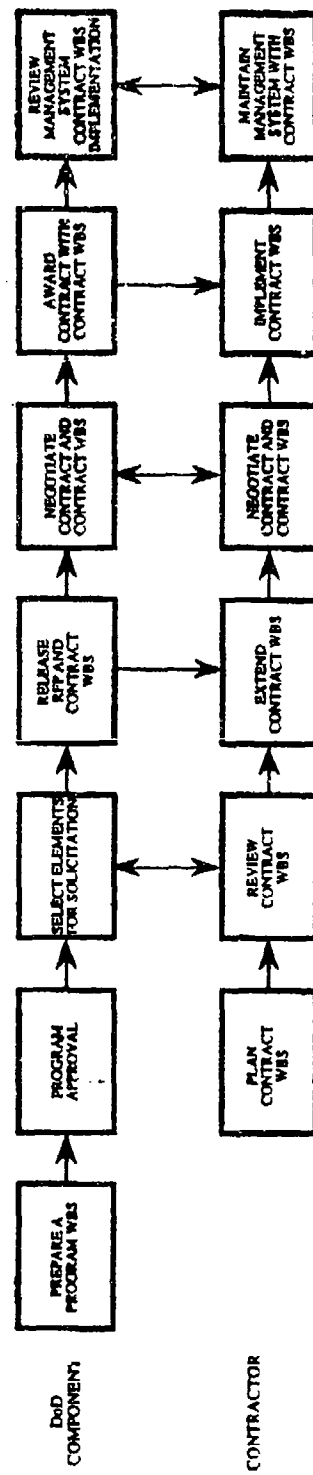 DoD
COMPONENT
PREPARE A
PROGRAM WBS
PROGRAM
APPROVAL
SELECT ELEMENTS
FOR SOLICITATION
RELEASE
RFP AND
CONTRACT
WBS
NEGOTIATE
CONTRACT AND
CONTRACT WBS
AWARD
CONTRACT WITH
CONTRACT WBS
REVIEW
MANAGEMENT
SYSTEM
CONTRACT WBS
IMPLEMENTATION
CONTRACTOR
PLAN
CONTRACT
WBS
REVIEW
CONTRACT
WBS
EXTEND
CONTRACT WBS
NEGOTIATE
CONTRACT AND
CONTRACT WBS
IMPLEMENT
CONTRACT WBS
MAINTAIN
MANAGEMENT
SYSTEM WITH
CONTRACT WBS